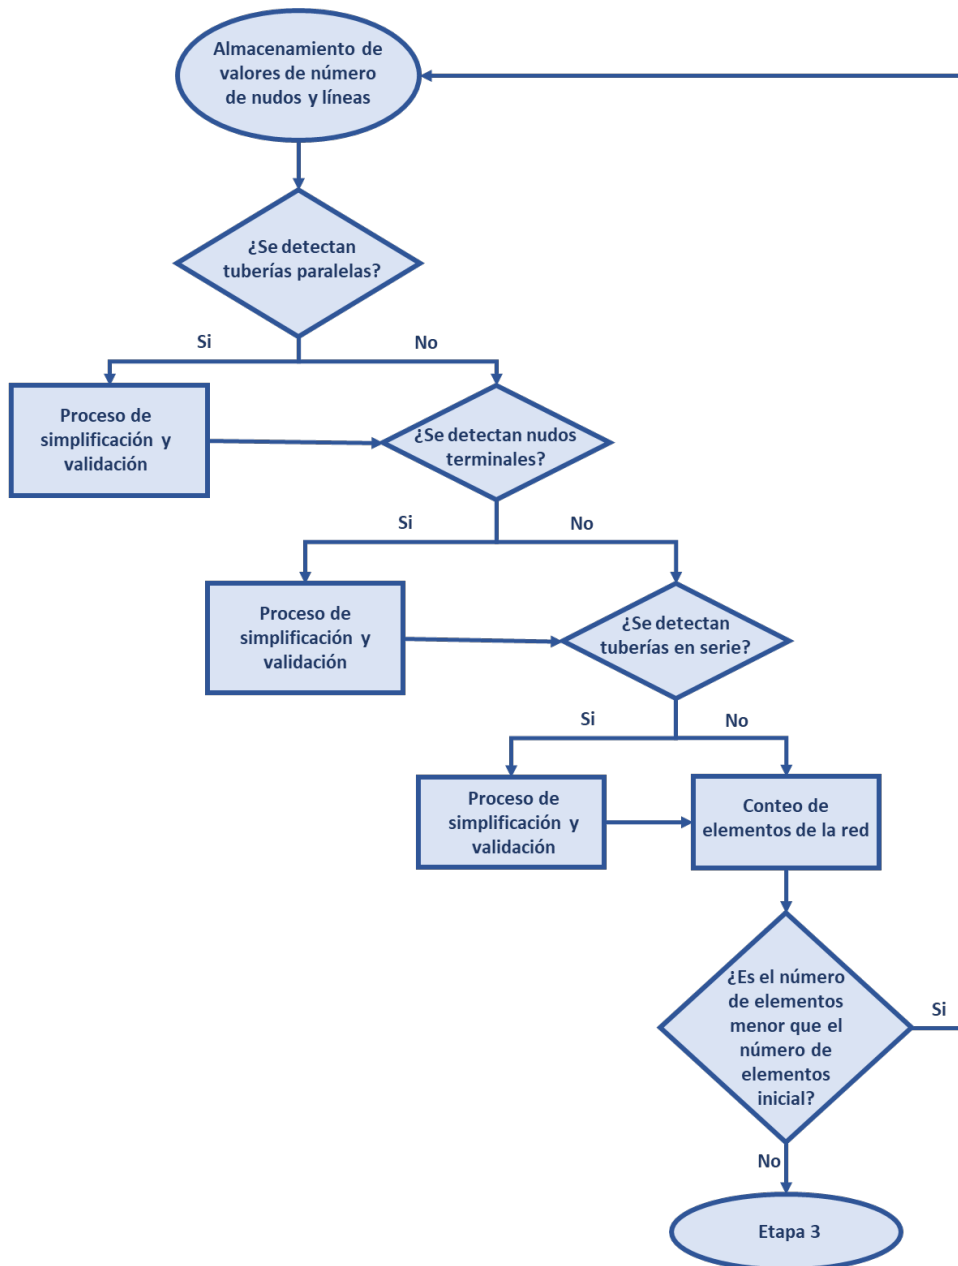 Almacenamiento de
valores de número
de nudos y líneas
¿Se detectan
tuberías paralelas?
Si
No
Proceso de
simplificación y
validación
¿Se detectan nudos
terminales?
Si
No
Proceso de
simplificación y
validación
¿Se detectan
tuberías en serie?
Si
No
Proceso de
simplificación y
validación
Conteo de
elementos de la red
¿Es el número
de elementos
menor que el
número de
elementos
inicial?
Si
No
Etapa 3